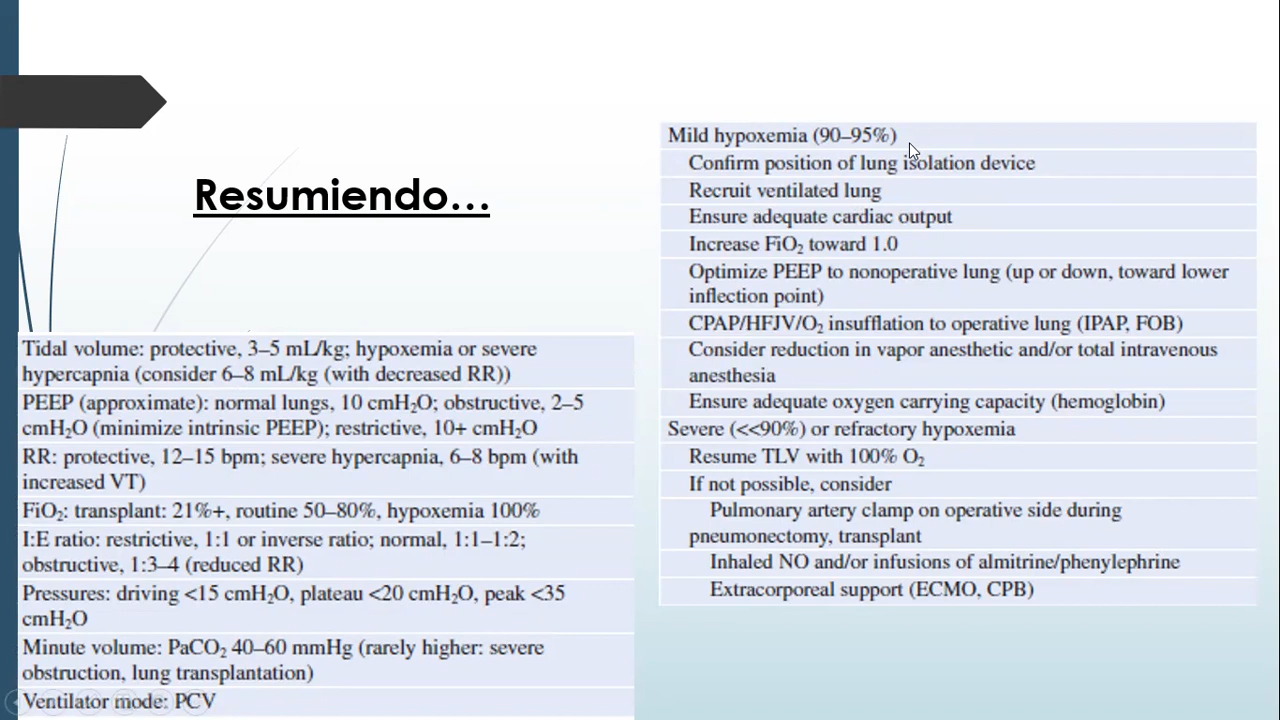 Resumiendo…
Tidal volume: protective, 3–5 mL/kg; hypoxemia or severe
hypercapnia (consider 6–8 mL/kg (with decreased RR))
PEEP (approximate): normal lungs, 10 cmH₂O; obstructive, 2–5
cmH₂O (minimize intrinsic PEEP); restrictive, 10+ cmH₂O
RR: protective, 12–15 bpm; severe hypercapnia, 6–8 bpm (with
increased VT)
FiO₂: transplant: 21%+, routine 50–80%, hypoxemia 100%
I:E ratio: restrictive, 1:1 or inverse ratio; normal, 1:1–1:2;
obstructive, 1:3–4 (reduced RR)
Pressures: driving <15 cmH₂O, plateau <20 cmH₂O, peak <35
cmH₂O
Minute volume: PaCO₂ 40–60 mmHg (rarely higher: severe
obstruction, lung transplantation)
Ventilator mode: PCV
Mild hypoxemia (90–95%)
Confirm position of lung isolation device
Recruit ventilated lung
Ensure adequate cardiac output
Increase FiO₂ toward 1.0
Optimize PEEP to nonoperative lung (up or down, toward lower
inflection point)
CPAP/HFJV/O₂ insufflation to operative lung (IPAP, FOB)
Consider reduction in vapor anesthetic and/or total intravenous
anesthesia
Ensure adequate oxygen carrying capacity (hemoglobin)
Severe (<<90%) or refractory hypoxemia
Resume TLV with 100% O₂
If not possible, consider
Pulmonary artery clamp on operative side during
pneumonectomy, transplant
Inhaled NO and/or infusions of almitrine/phenylephrine
Extracorporeal support (ECMO, CPB)